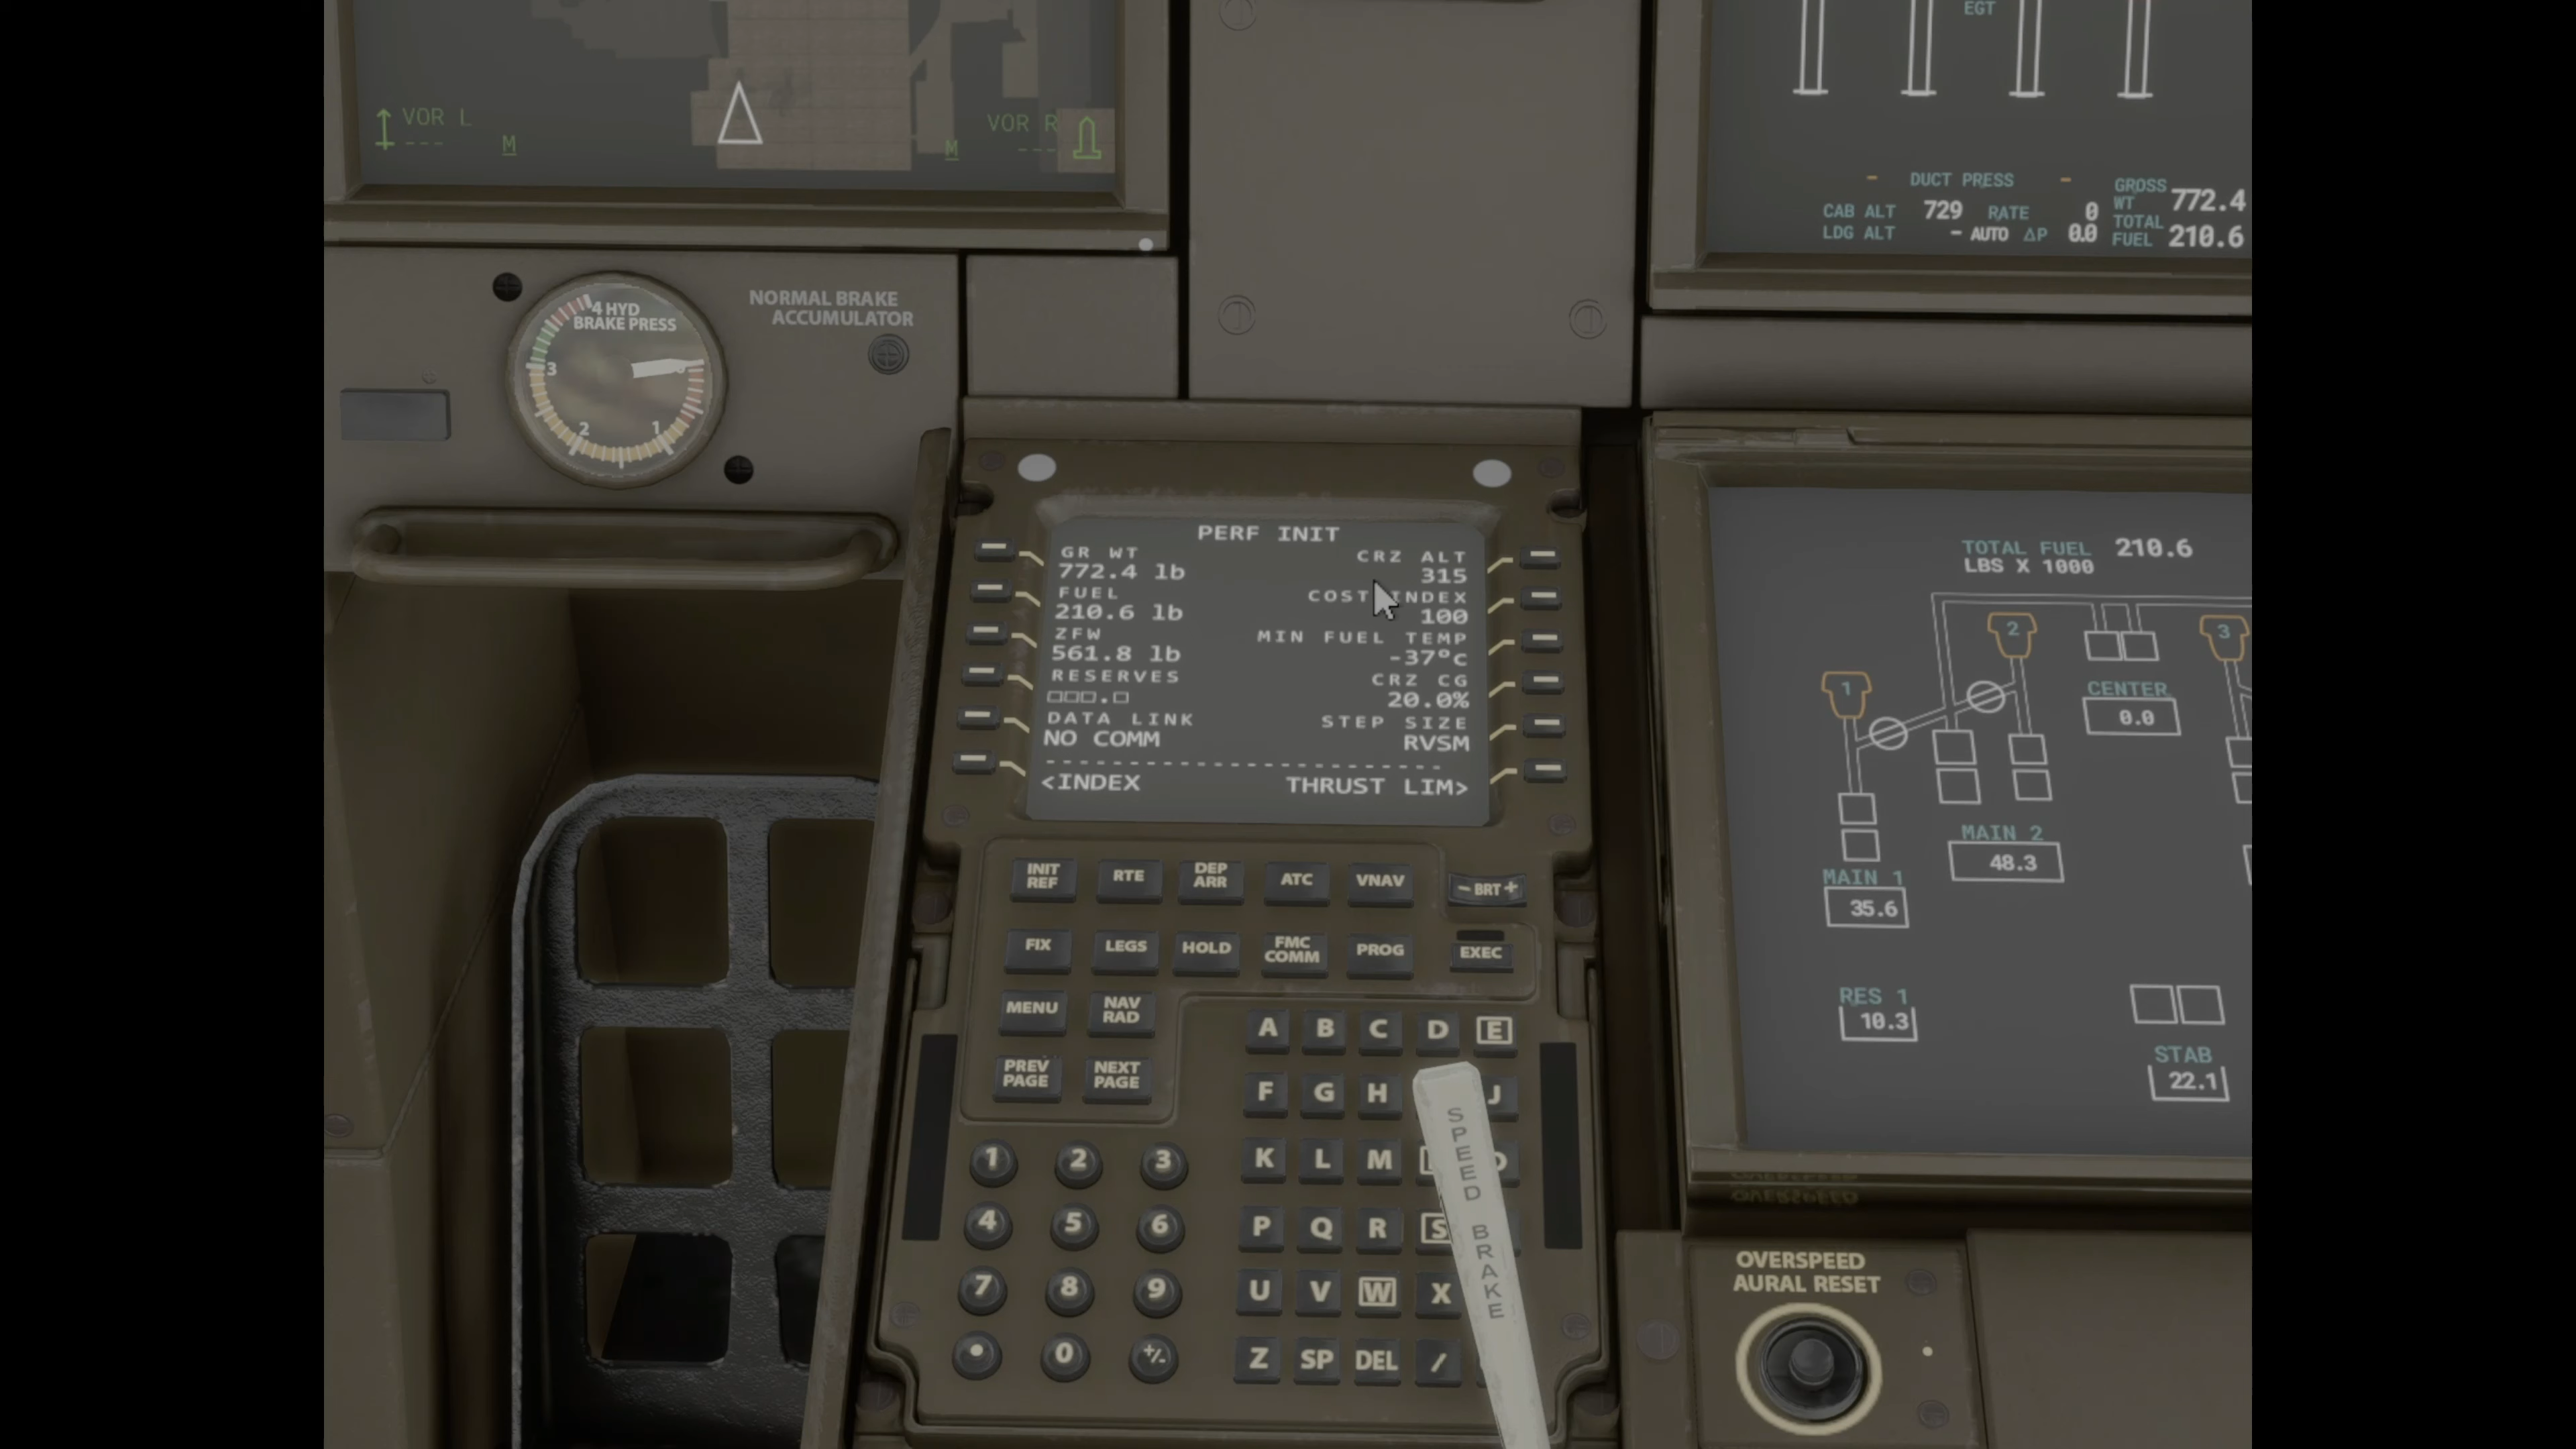 VOR L
---
M
VOR R
M
---
NORMAL BRAKE
ACCUMULATOR
4 HYD
BRAKE PRESS
3
0
2
1
EGT
DUCT PRESS
CAB ALT 729 RATE 0
LDG ALT - AUTO ΔP 0.0
GROSS
WT 772.4
TOTAL
FUEL 210.6
PERF INIT
GR WT CRZ ALT
772.4 lb 315
FUEL COST INDEX
210.6 lb 100
ZFW MIN FUEL TEMP
561.8 lb -37°c
RESERVES CRZ CG
□□□.□ 20.0%
DATA LINK STEP SIZE
NO COMM RVSM
--------------------
<INDEX THRUST LIM>
INIT
REF
RTE
DEP
ARR
ATC
VNAV
- BRT +
FIX
LEGS
HOLD
FMC
COMM
PROG
EXEC
MENU
NAV
RAD
PREV
PAGE
NEXT
PAGE
A B C D E
F G H J
K L M
P Q R S
U V W X
Z SP DEL /
1 2 3
4 5 6
7 8 9
• 0 +/-
SPEED BRAKE
TOTAL FUEL 210.6
LBS X 1000
1
2
3
CENTER
0.0
MAIN 2
48.3
MAIN 1
35.6
RES 1
10.3
STAB
22.1
OVERSPEED
AURAL RESET